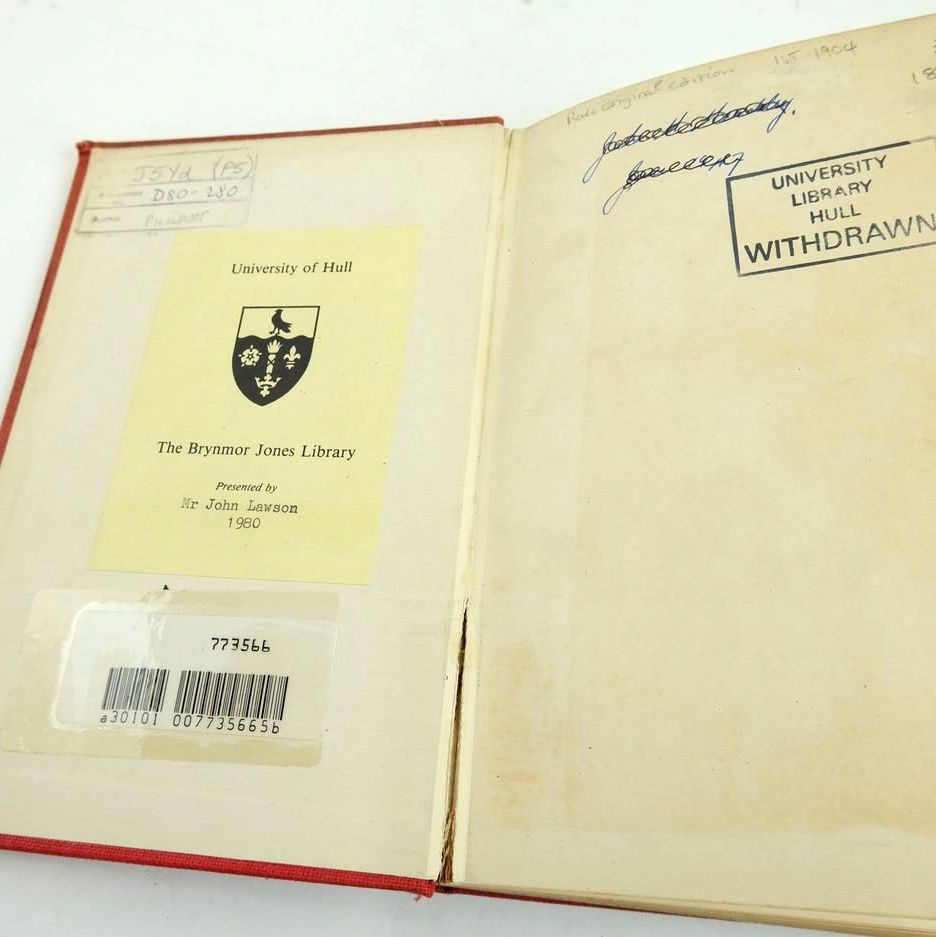 J5Yd (P5)
D80-280
University of Hull
The Brynmor Jones Library
Presented by
Mr John Lawson
1980
773566
a30101 007735665b
Rare original edition 1ST 1904
UNIVERSITY
LIBRARY
HULL
WITHDRAWN